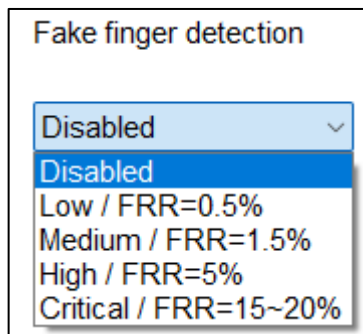 Fake finger detection
Disabled
Disabled
Low / FRR=0.5%
Medium / FRR=1.5%
High / FRR=5%
Critical / FRR=15~20%